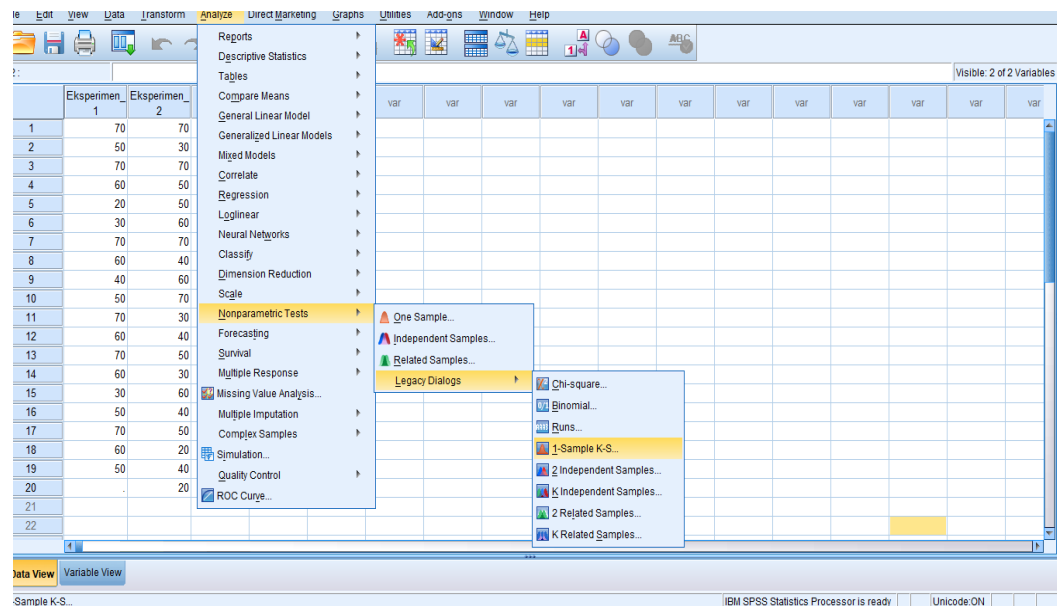 le Edit View Data Transform Analyze Direct Marketing Graphs Utilities Add-ons Window Help
Visible: 2 of 2 Variables
Eksperimen_1 Eksperimen_2 var var var var var var var var var var var var
1 70 70
2 50 30
3 70 70
4 60 50
5 20 50
6 30 60
7 70 70
8 60 40
9 40 60
10 50 70
11 70 30
12 60 40
13 70 50
14 60 30
15 30 60
16 50 40
17 70 50
18 60 20
19 50 40
20 . 20
21
22
Reports
Descriptive Statistics
Tables
Compare Means
General Linear Model
Generalized Linear Models
Mixed Models
Correlate
Regression
Loglinear
Neural Networks
Classify
Dimension Reduction
Scale
Nonparametric Tests
Forecasting
Survival
Multiple Response
Missing Value Analysis...
Multiple Imputation
Complex Samples
Simulation...
Quality Control
ROC Curve...
One Sample...
Independent Samples...
Related Samples...
Legacy Dialogs
Chi-square...
Binomial...
Runs...
1-Sample K-S...
2 Independent Samples...
K Independent Samples...
2 Related Samples...
K Related Samples...
Data View Variable View
-Sample K-S... IBM SPSS Statistics Processor is ready Unicode:ON